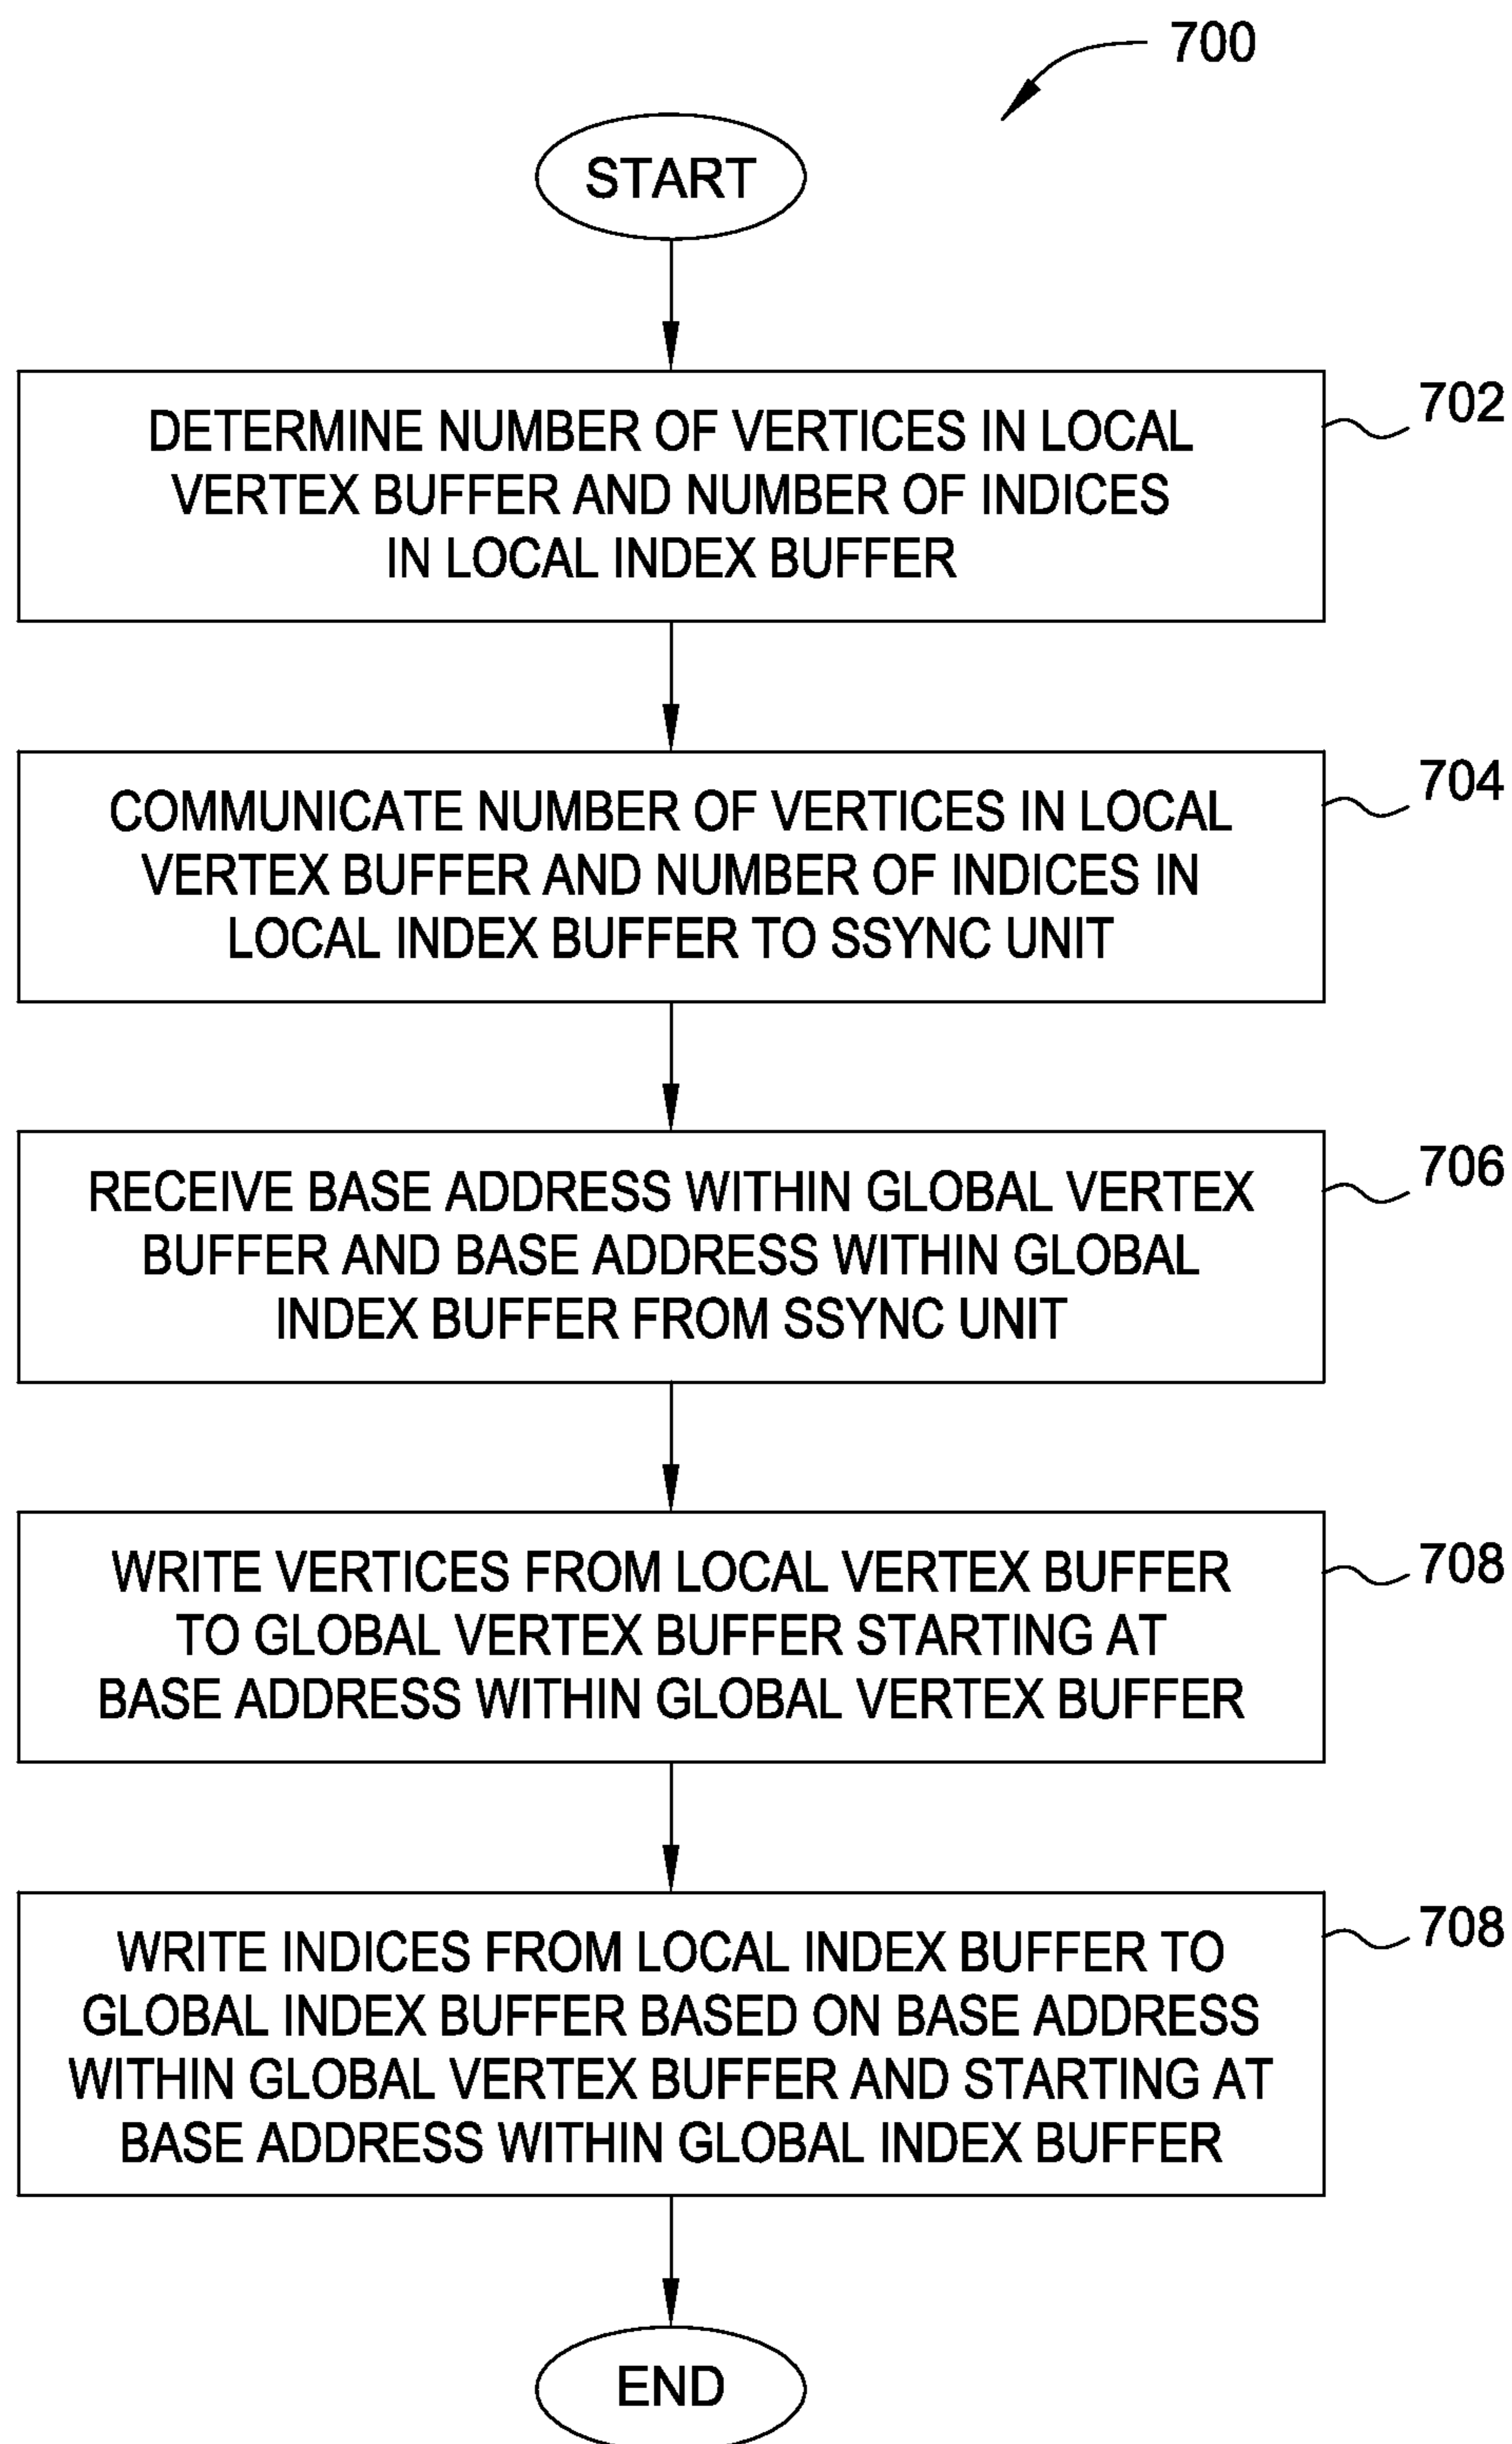 700
START
702
DETERMINE NUMBER OF VERTICES IN LOCAL
VERTEX BUFFER AND NUMBER OF INDICES
IN LOCAL INDEX BUFFER
704
COMMUNICATE NUMBER OF VERTICES IN LOCAL
VERTEX BUFFER AND NUMBER OF INDICES IN
LOCAL INDEX BUFFER TO SSYNC UNIT
706
RECEIVE BASE ADDRESS WITHIN GLOBAL VERTEX
BUFFER AND BASE ADDRESS WITHIN GLOBAL
INDEX BUFFER FROM SSYNC UNIT
708
WRITE VERTICES FROM LOCAL VERTEX BUFFER
TO GLOBAL VERTEX BUFFER STARTING AT
BASE ADDRESS WITHIN GLOBAL VERTEX BUFFER
708
WRITE INDICES FROM LOCAL INDEX BUFFER TO
GLOBAL INDEX BUFFER BASED ON BASE ADDRESS
WITHIN GLOBAL VERTEX BUFFER AND STARTING AT
BASE ADDRESS WITHIN GLOBAL INDEX BUFFER
END